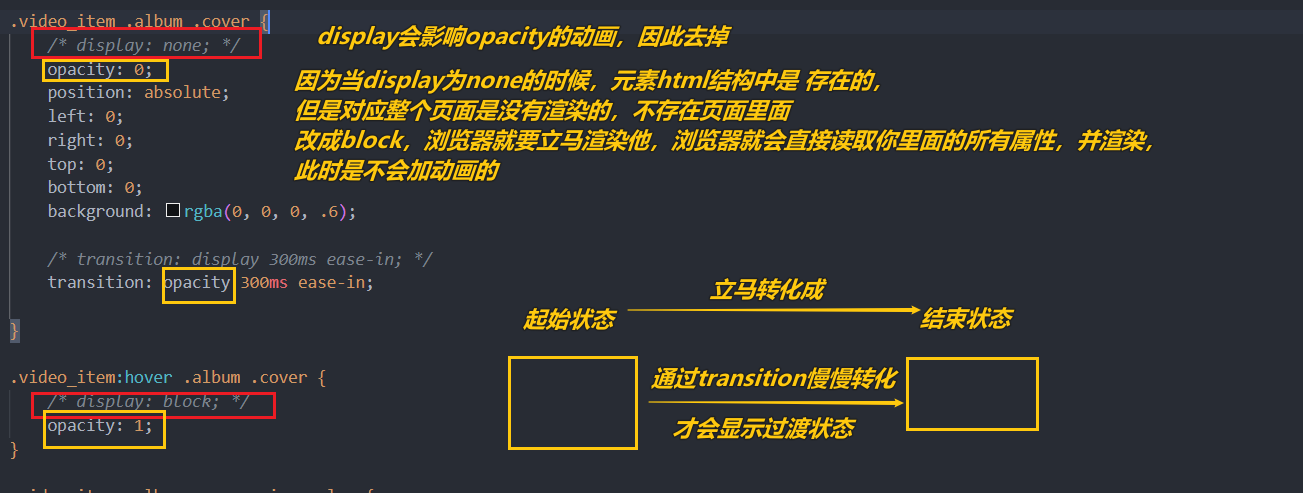 .video_item .album .cover {
/* display: none; */
display会影响opacity的动画，因此去掉
opacity: 0;
因为当display为none的时候，元素html结构中是 存在的，
position: absolute;
left: 0;
但是对应整个页面是没有渲染的，不存在页面里面
right: 0;
改成block，浏览器就要立马渲染他，浏览器就会直接读取你里面的所有属性，并渲染，
top: 0;
此时是不会加动画的
bottom: 0;
background: rgba(0, 0, 0, .6);
/* transition: display 300ms ease-in; */
transition: opacity 300ms ease-in;
立马转化成
起始状态
结束状态
}
.video_item:hover .album .cover {
通过transition慢慢转化
/* display: block; */
opacity: 1;
才会显示过渡状态
}